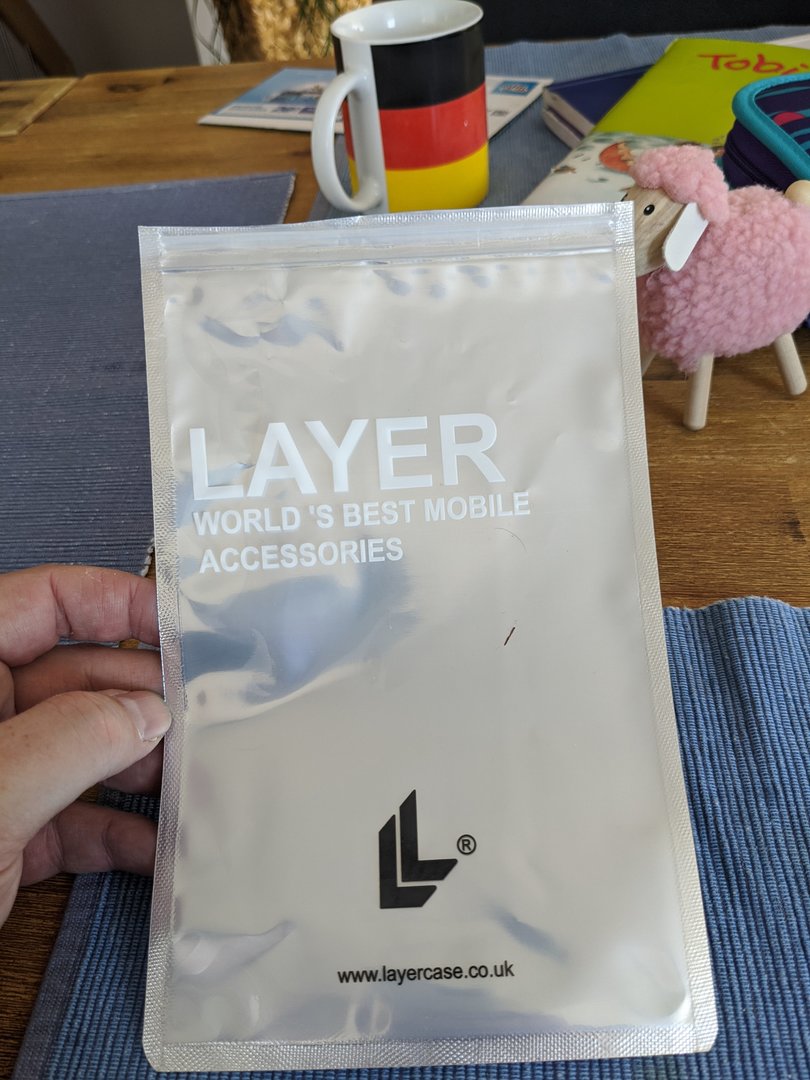 LAYER
WORLD 'S BEST MOBILE
ACCESSORIES
®
www.layercase.co.uk